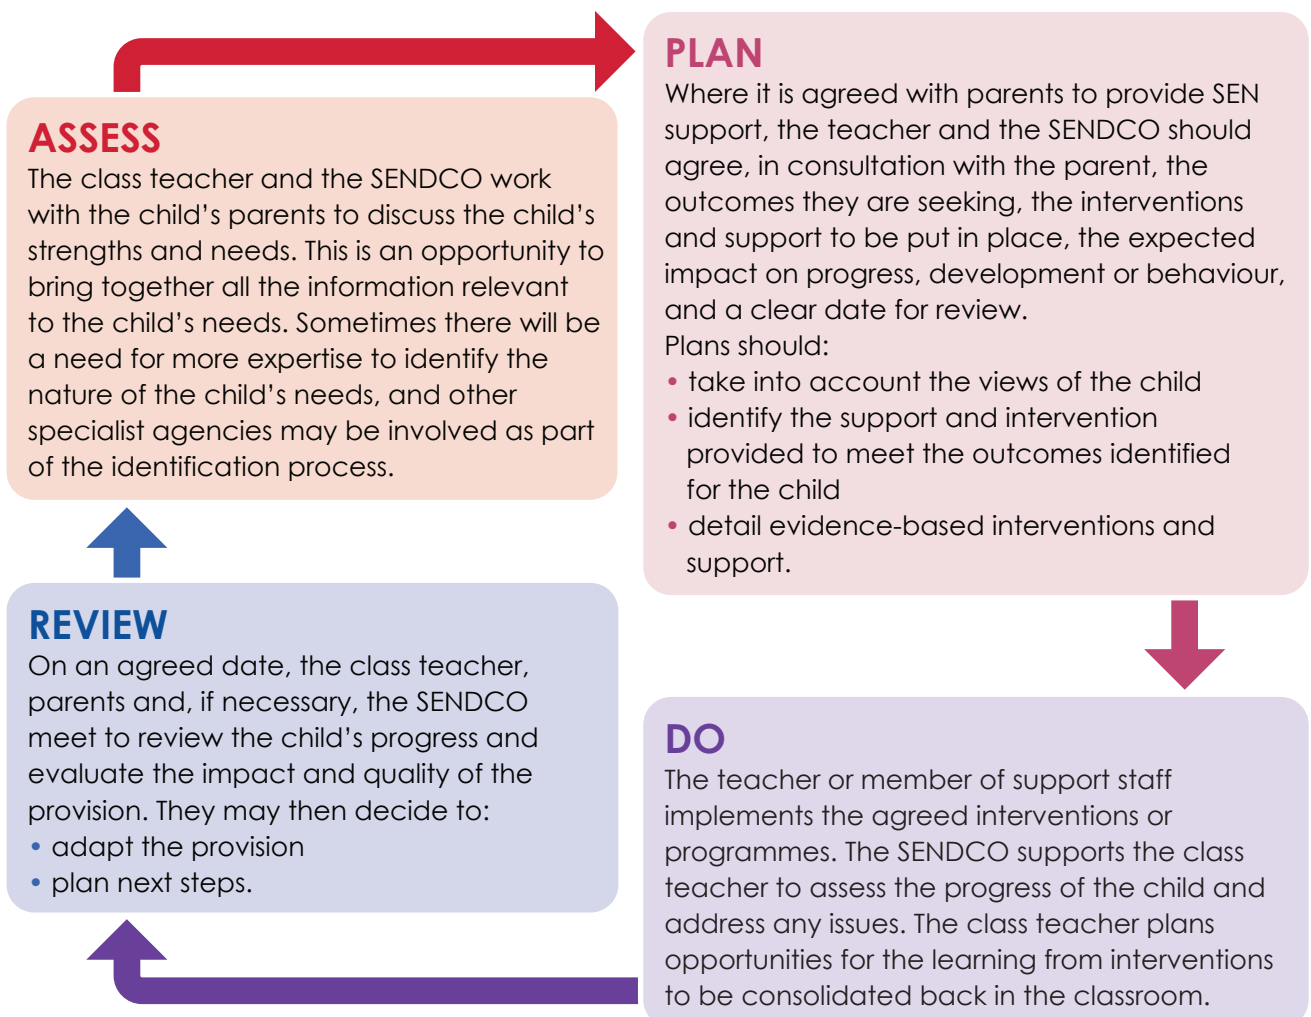 ASSESS
The class teacher and the SENDCO work
with the child’s parents to discuss the child’s
strengths and needs. This is an opportunity to
bring together all the information relevant
to the child’s needs. Sometimes there will be
a need for more expertise to identify the
nature of the child’s needs, and other
specialist agencies may be involved as part
of the identification process.
PLAN
Where it is agreed with parents to provide SEN
support, the teacher and the SENDCO should
agree, in consultation with the parent, the
outcomes they are seeking, the interventions
and support to be put in place, the expected
impact on progress, development or behaviour,
and a clear date for review.
Plans should:
• take into account the views of the child
• identify the support and intervention
provided to meet the outcomes identified
for the child
• detail evidence-based interventions and
support.
DO
The teacher or member of support staff
implements the agreed interventions or
programmes. The SENDCO supports the class
teacher to assess the progress of the child and
address any issues. The class teacher plans
opportunities for the learning from interventions
to be consolidated back in the classroom.
REVIEW
On an agreed date, the class teacher,
parents and, if necessary, the SENDCO
meet to review the child’s progress and
evaluate the impact and quality of the
provision. They may then decide to:
• adapt the provision
• plan next steps.